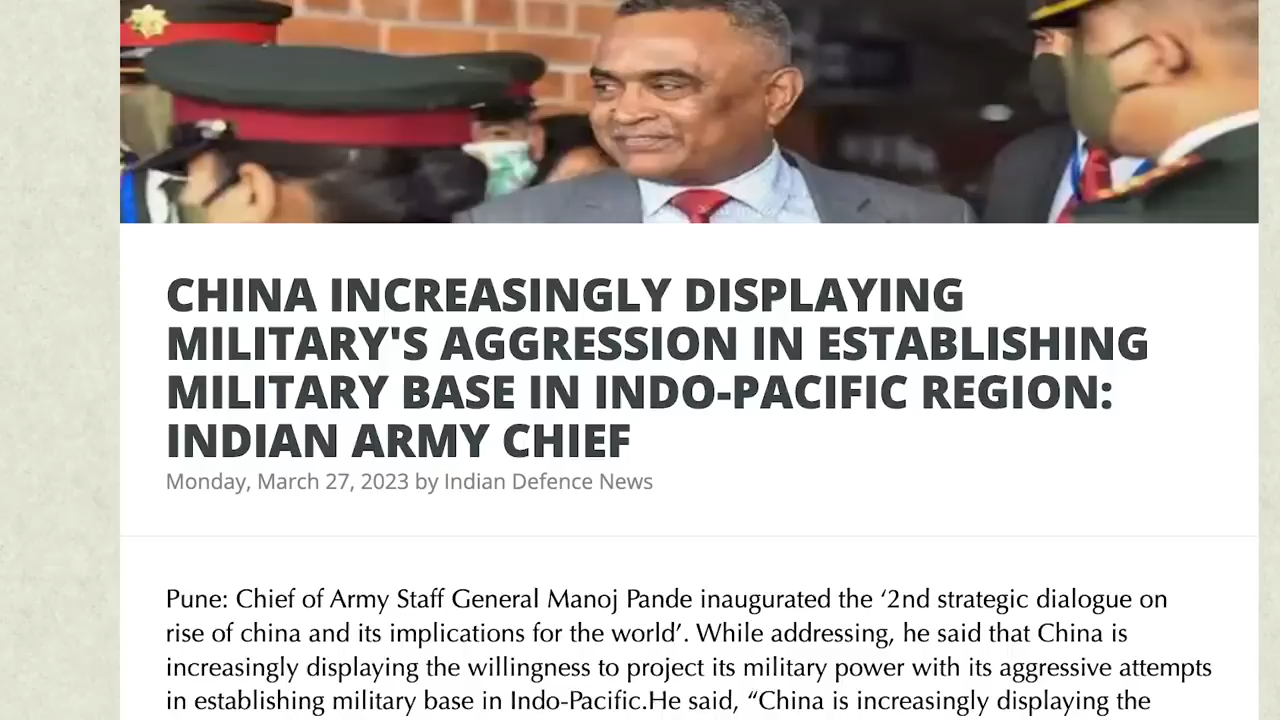 CHINA INCREASINGLY DISPLAYING
MILITARY'S AGGRESSION IN ESTABLISHING
MILITARY BASE IN INDO-PACIFIC REGION:
INDIAN ARMY CHIEF
Monday, March 27, 2023 by Indian Defence News
Pune: Chief of Army Staff General Manoj Pande inaugurated the ‘2nd strategic dialogue on
rise of china and its implications for the world’. While addressing, he said that China is
increasingly displaying the willingness to project its military power with its aggressive attempts
in establishing military base in Indo-Pacific.He said, “China is increasingly displaying the